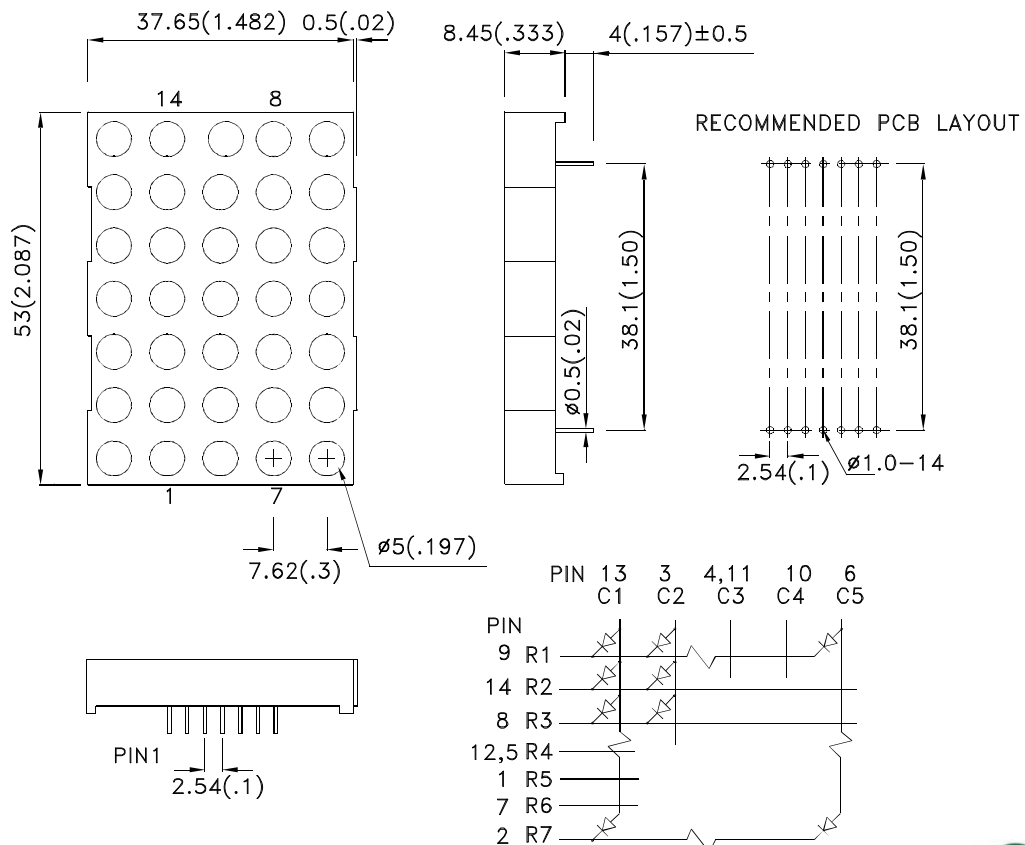 37.65(1.482) 0.5(.02)
8.45(.333) 4(.157)±0.5
14 8
RECOMMENDED PCB LAYOUT
53(2.087)
38.1(1.50)
38.1(1.50)
ø0.5(.02)
2.54(.1) ø1.0-14
1 7
ø5(.197)
7.62(.3)
PIN 13 3 4,11 10 6
C1 C2 C3 C4 C5
PIN
9 R1
14 R2
8 R3
12,5 R4
1 R5
7 R6
2 R7
PIN1
2.54(.1)